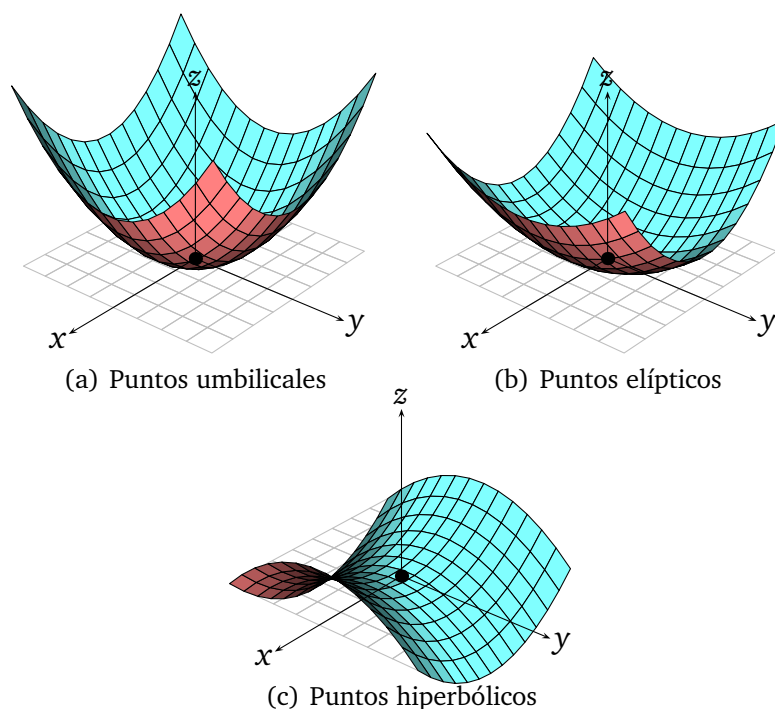 z
x
y
(a) Puntos umbilicales
z
x
y
(b) Puntos elípticos
z
x
y
(c) Puntos hiperbólicos